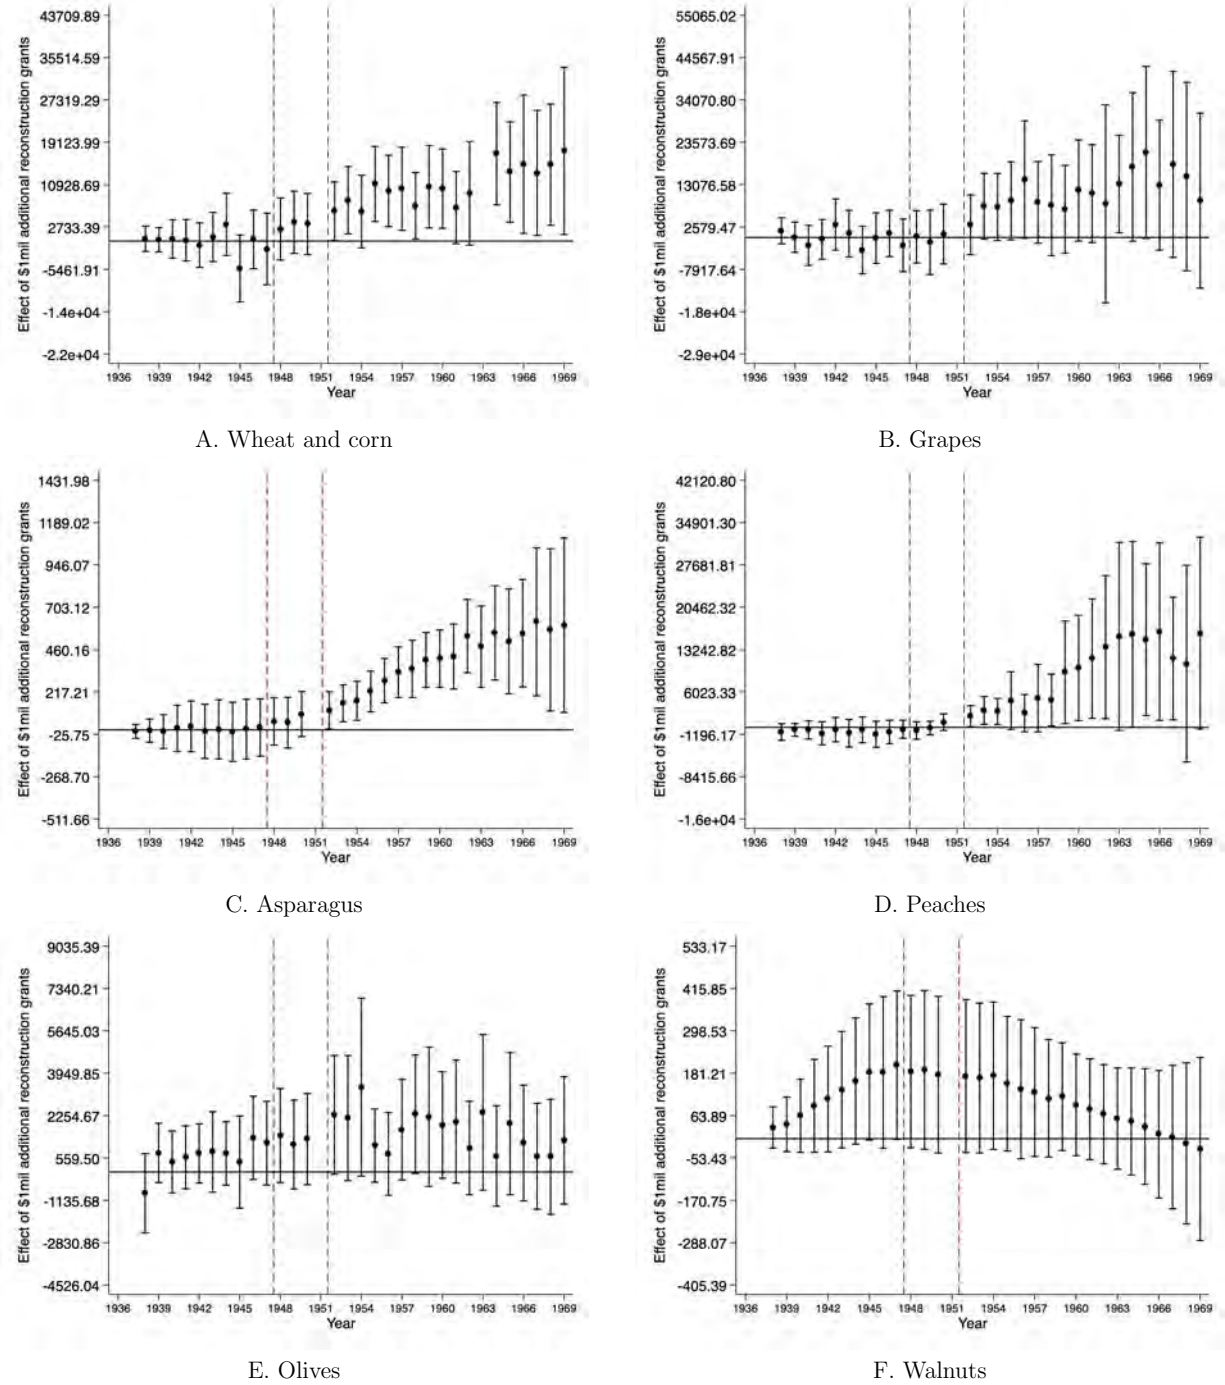 Effect of $1mil additional reconstruction grants
43709.89
35514.59
27319.29
19123.99
10928.69
2733.39
-5461.91
-1.4e+04
-2.2e+04
1936 1939 1942 1945 1948 1951 1954 1957 1960 1963 1966 1969
Year
A. Wheat and corn
Effect of $1mil additional reconstruction grants
55065.02
44567.91
34070.80
23573.69
13076.58
2579.47
-7917.64
-1.8e+04
-2.9e+04
1936 1939 1942 1945 1948 1951 1954 1957 1960 1963 1966 1969
Year
B. Grapes
Effect of $1mil additional reconstruction grants
1431.98
1189.02
946.07
703.12
460.16
217.21
-25.75
-268.70
-511.66
1936 1939 1942 1945 1948 1951 1954 1957 1960 1963 1966 1969
Year
C. Asparagus
Effect of $1mil additional reconstruction grants
42120.80
34901.30
27681.81
20462.32
13242.82
6023.33
-1196.17
-8415.66
-1.6e+04
1936 1939 1942 1945 1948 1951 1954 1957 1960 1963 1966 1969
Year
D. Peaches
Effect of $1mil additional reconstruction grants
9035.39
7340.21
5645.03
3949.85
2254.67
559.50
-1135.68
-2830.86
-4526.04
1936 1939 1942 1945 1948 1951 1954 1957 1960 1963 1966 1969
Year
E. Olives
Effect of $1mil additional reconstruction grants
533.17
415.85
298.53
181.21
63.89
-53.43
-170.75
-288.07
-405.39
1936 1939 1942 1945 1948 1951 1954 1957 1960 1963 1966 1969
Year
F. Walnuts